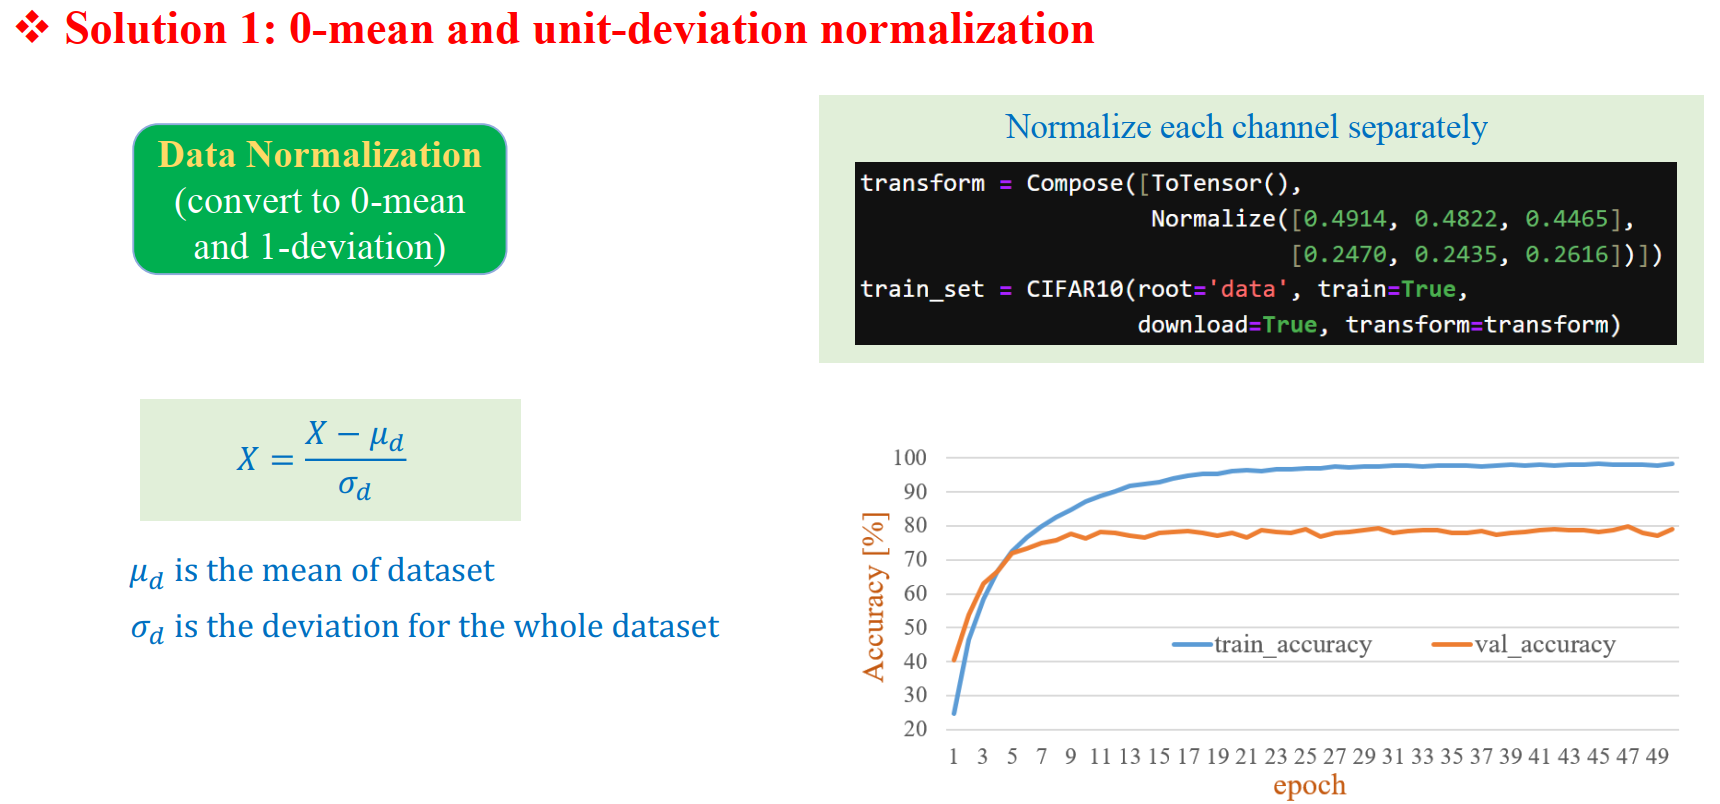 ❖ Solution 1: 0-mean and unit-deviation normalization
Data Normalization
(convert to 0-mean
and 1-deviation)
X = (X − μ_d) / σ_d
μ_d is the mean of dataset
σ_d is the deviation for the whole dataset
Normalize each channel separately
transform = Compose([ToTensor(),
Normalize([0.4914, 0.4822, 0.4465],
[0.2470, 0.2435, 0.2616])])
train_set = CIFAR10(root='data', train=True,
download=True, transform=transform)
100
90
80
70
60
50
40
30
20
Accuracy [%]
train_accuracy val_accuracy
1 3 5 7 9 11 13 15 17 19 21 23 25 27 29 31 33 35 37 39 41 43 45 47 49
epoch